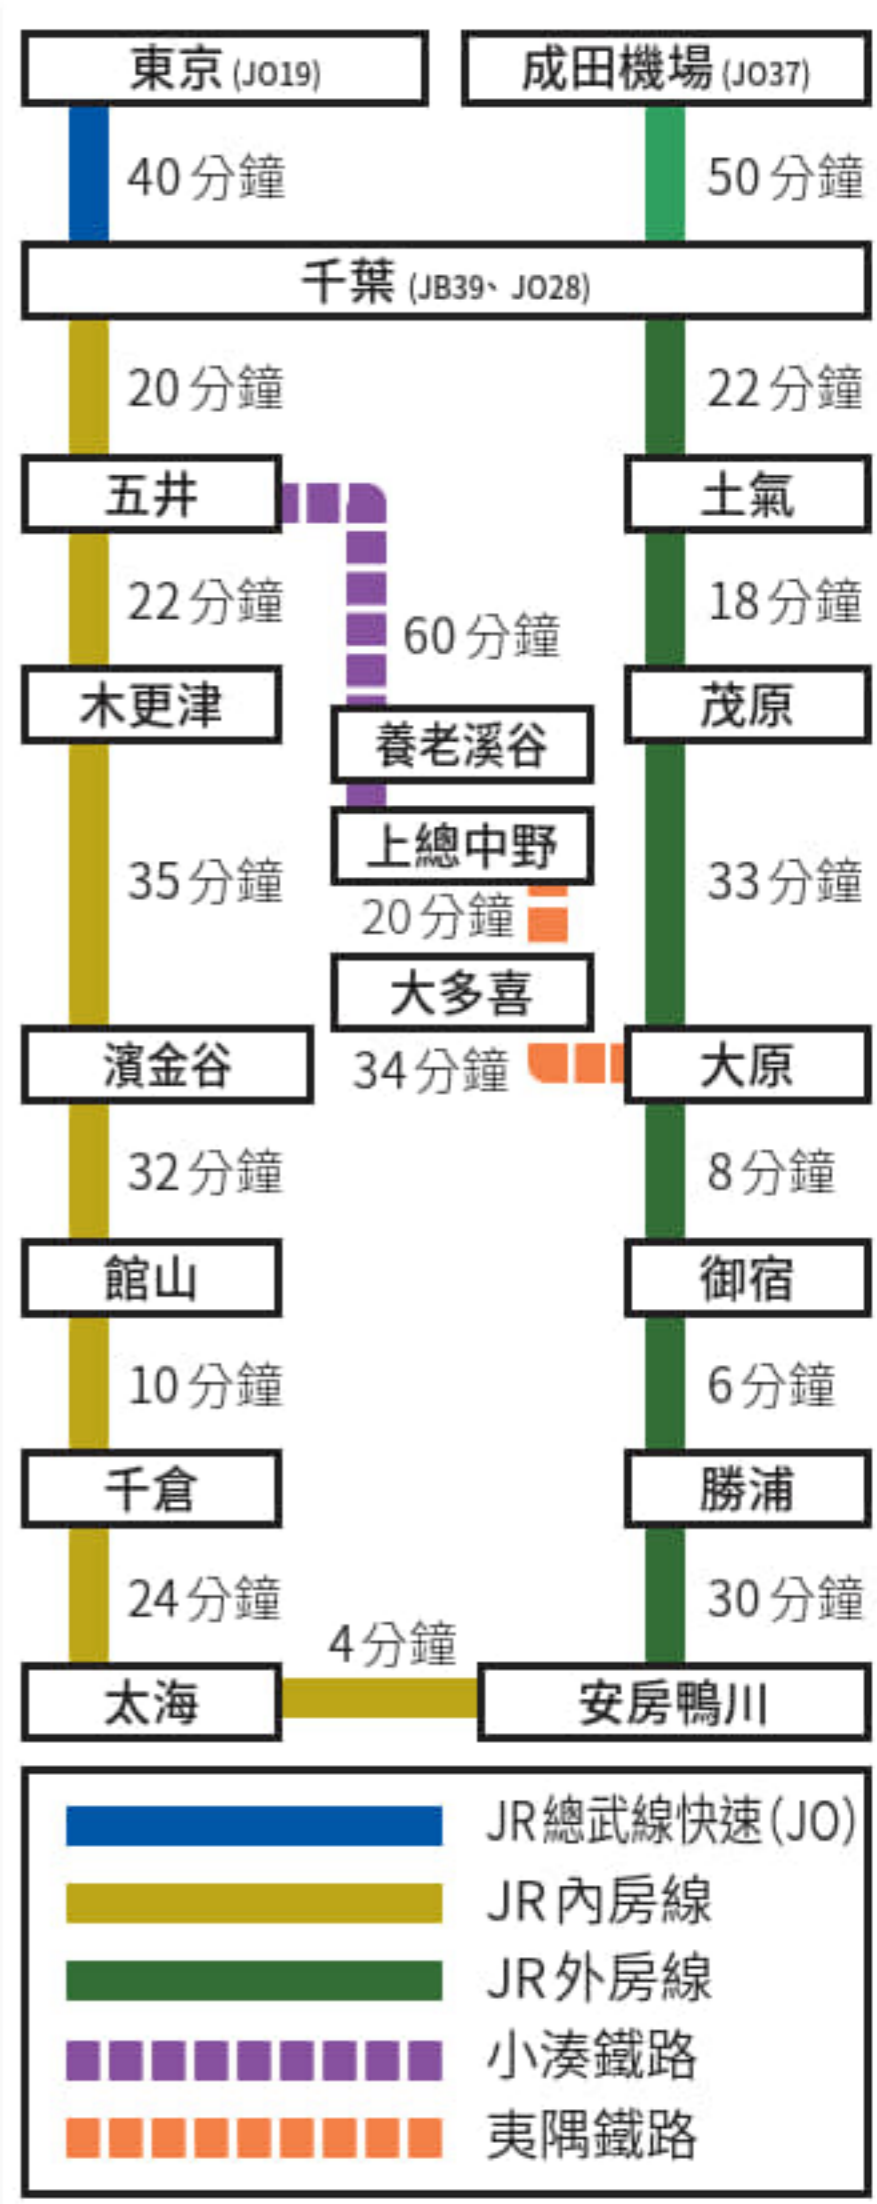 東京 (JO19)
成田機場 (JO37)
40分鐘
50分鐘
千葉 (JB39、JO28)
20分鐘
22分鐘
五井
土氣
22分鐘
60分鐘
18分鐘
木更津
養老溪谷
茂原
上總中野
35分鐘
20分鐘
33分鐘
大多喜
濱金谷
34分鐘
大原
32分鐘
8分鐘
館山
御宿
10分鐘
6分鐘
千倉
勝浦
24分鐘
4分鐘
30分鐘
太海
安房鴨川
JR總武線快速(JO)
JR內房線
JR外房線
小湊鐵路
夷隅鐵路